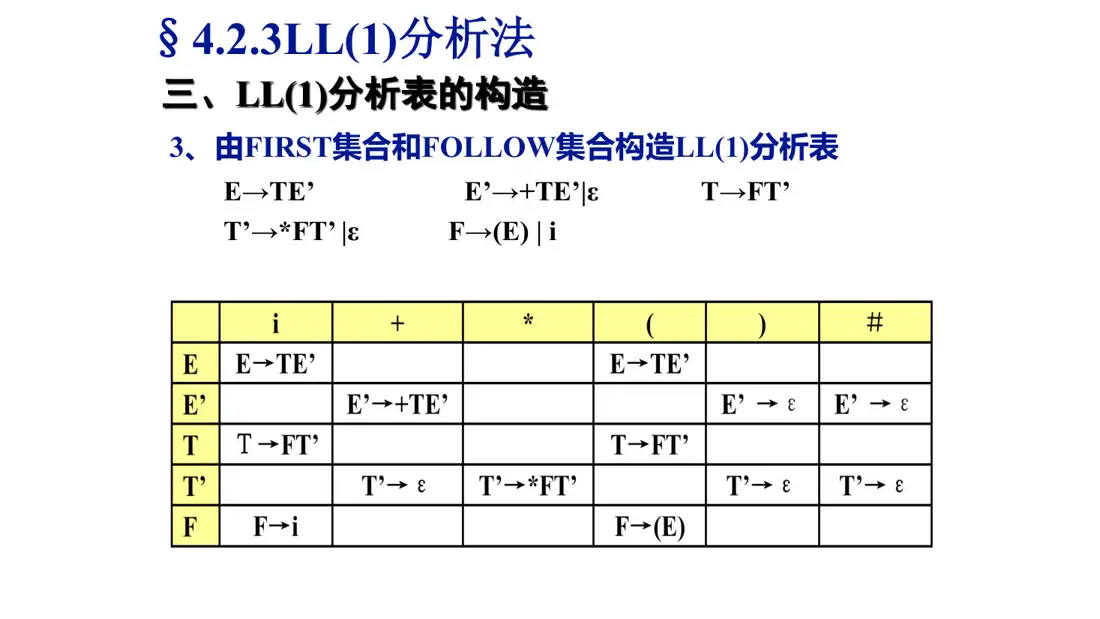 §4.2.3LL(1)分析法
三、LL(1)分析表的构造
3、由FIRST集合和FOLLOW集合构造LL(1)分析表
E→TE’ E’→+TE’|ε T→FT’
T’→*FT’ |ε F→(E) | i
i + * ( ) #
E E→TE’ E→TE’
E’ E’→+TE’ E’ → ε E’ → ε
T T→FT’ T→FT’
T’ T’→ ε T’→*FT’ T’→ ε T’→ ε
F F→i F→(E)